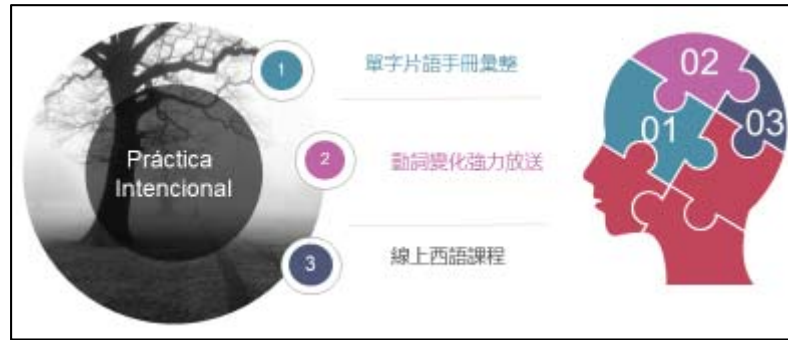 Práctica
Intencional
1
單字片語手冊彙整
2
動詞變化強力放送
3
線上西語課程
02
01
03